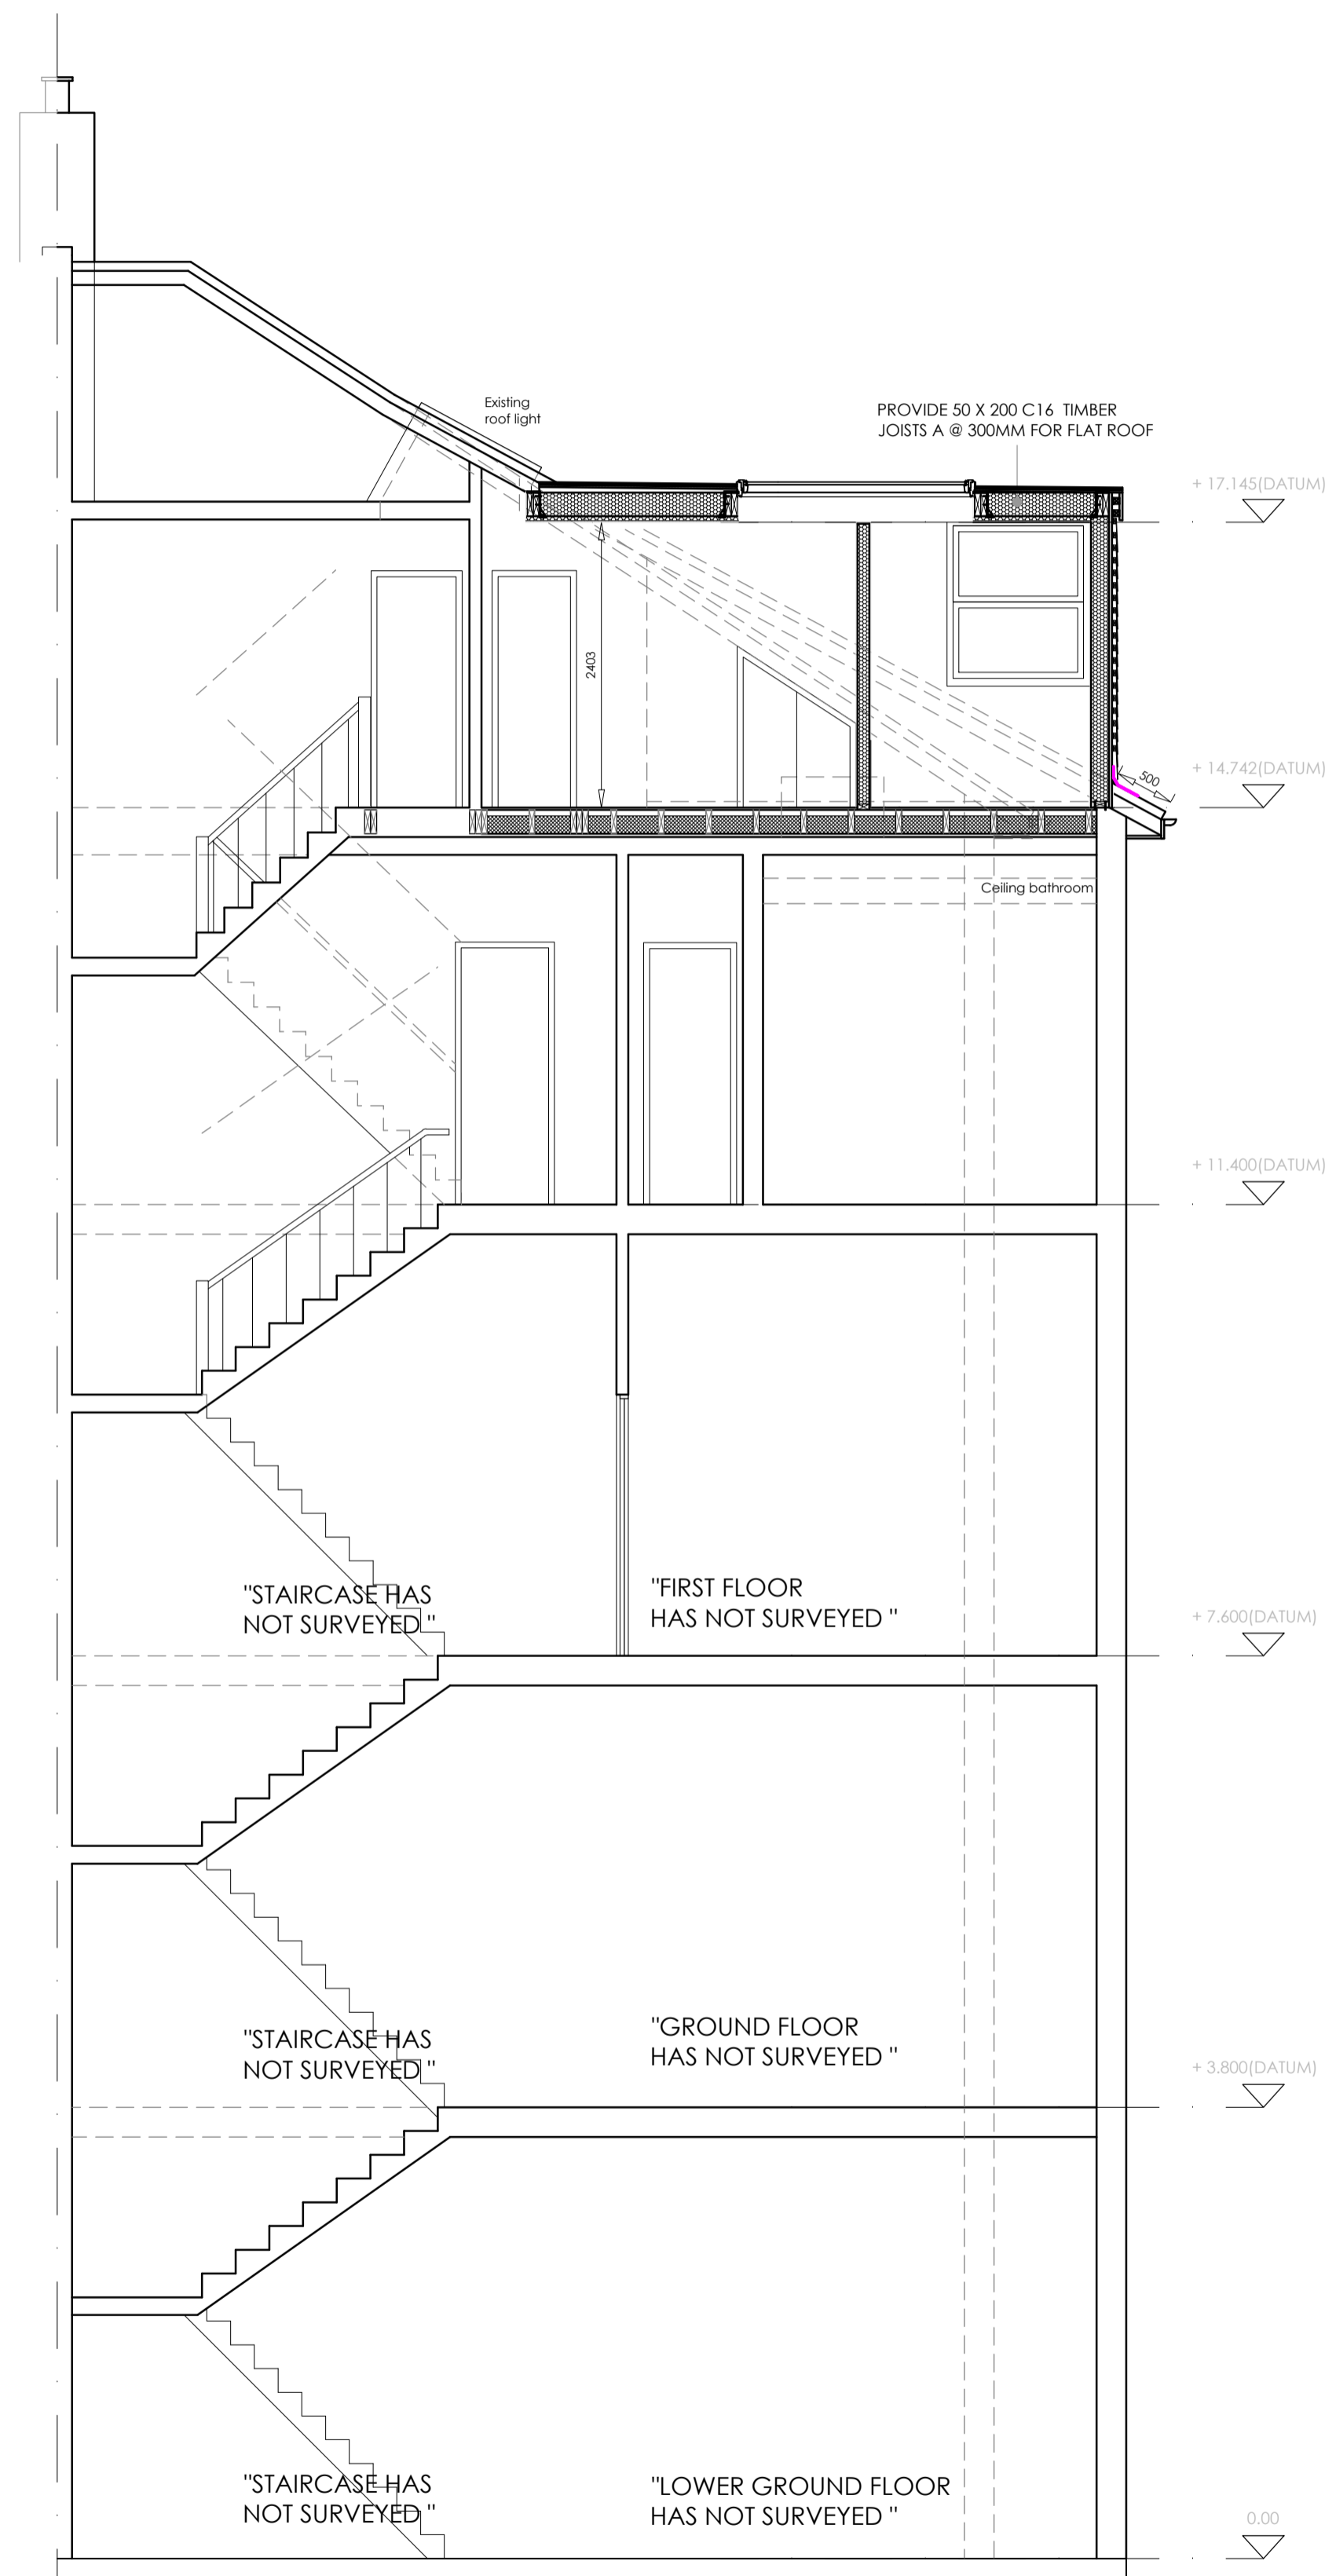 Existing
roof light
PROVIDE 50 X 200 C16 TIMBER
JOISTS A @ 300MM FOR FLAT ROOF
+ 17.145(DATUM)
2403
+ 14.742(DATUM)
500
Ceiling bathroom
+ 11.400(DATUM)
"STAIRCASE HAS
NOT SURVEYED "
"FIRST FLOOR
HAS NOT SURVEYED "
+ 7.600(DATUM)
"STAIRCASE HAS
NOT SURVEYED "
"GROUND FLOOR
HAS NOT SURVEYED "
+ 3.800(DATUM)
"STAIRCASE HAS
NOT SURVEYED "
"LOWER GROUND FLOOR
HAS NOT SURVEYED "
0.00